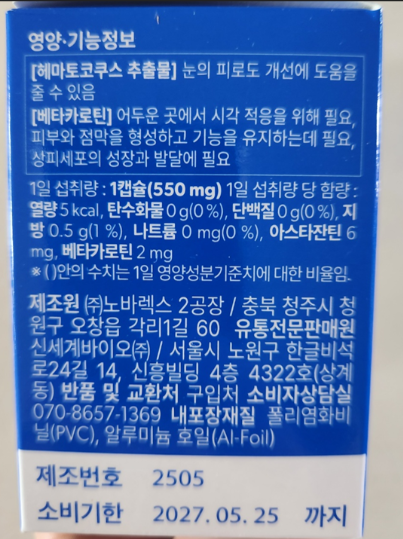 영양·기능정보
[헤마토코쿠스 추출물] 눈의 피로도 개선에 도움을
줄 수 있음
[베타카로틴] 어두운 곳에서 시각 적응을 위해 필요,
피부와 점막을 형성하고 기능을 유지하는데 필요,
상피세포의 성장과 발달에 필요
1일 섭취량 : 1캡슐(550 mg) 1일 섭취량 당 함량 :
열량 5 kcal, 탄수화물 0 g(0 %), 단백질 0 g(0 %), 지
방 0.5 g(1 %), 나트륨 0 mg(0 %), 아스타잔틴 6
mg, 베타카로틴 2 mg
※ ( )안의 수치는 1일 영양성분기준치에 대한 비율임.
제조원 ㈜노바렉스 2공장 / 충북 청주시 청
원구 오창읍 각리1길 60 유통전문판매원
신세계바이오㈜ / 서울시 노원구 한글비석
로24길 14, 신흥빌딩 4층 4322호(상계
동) 반품 및 교환처 구입처 소비자상담실
070-8657-1369 내포장재질 폴리염화비
닐(PVC), 알루미늄 호일(Al-Foil)
제조번호 2505
소비기한 2027. 05. 25 까지